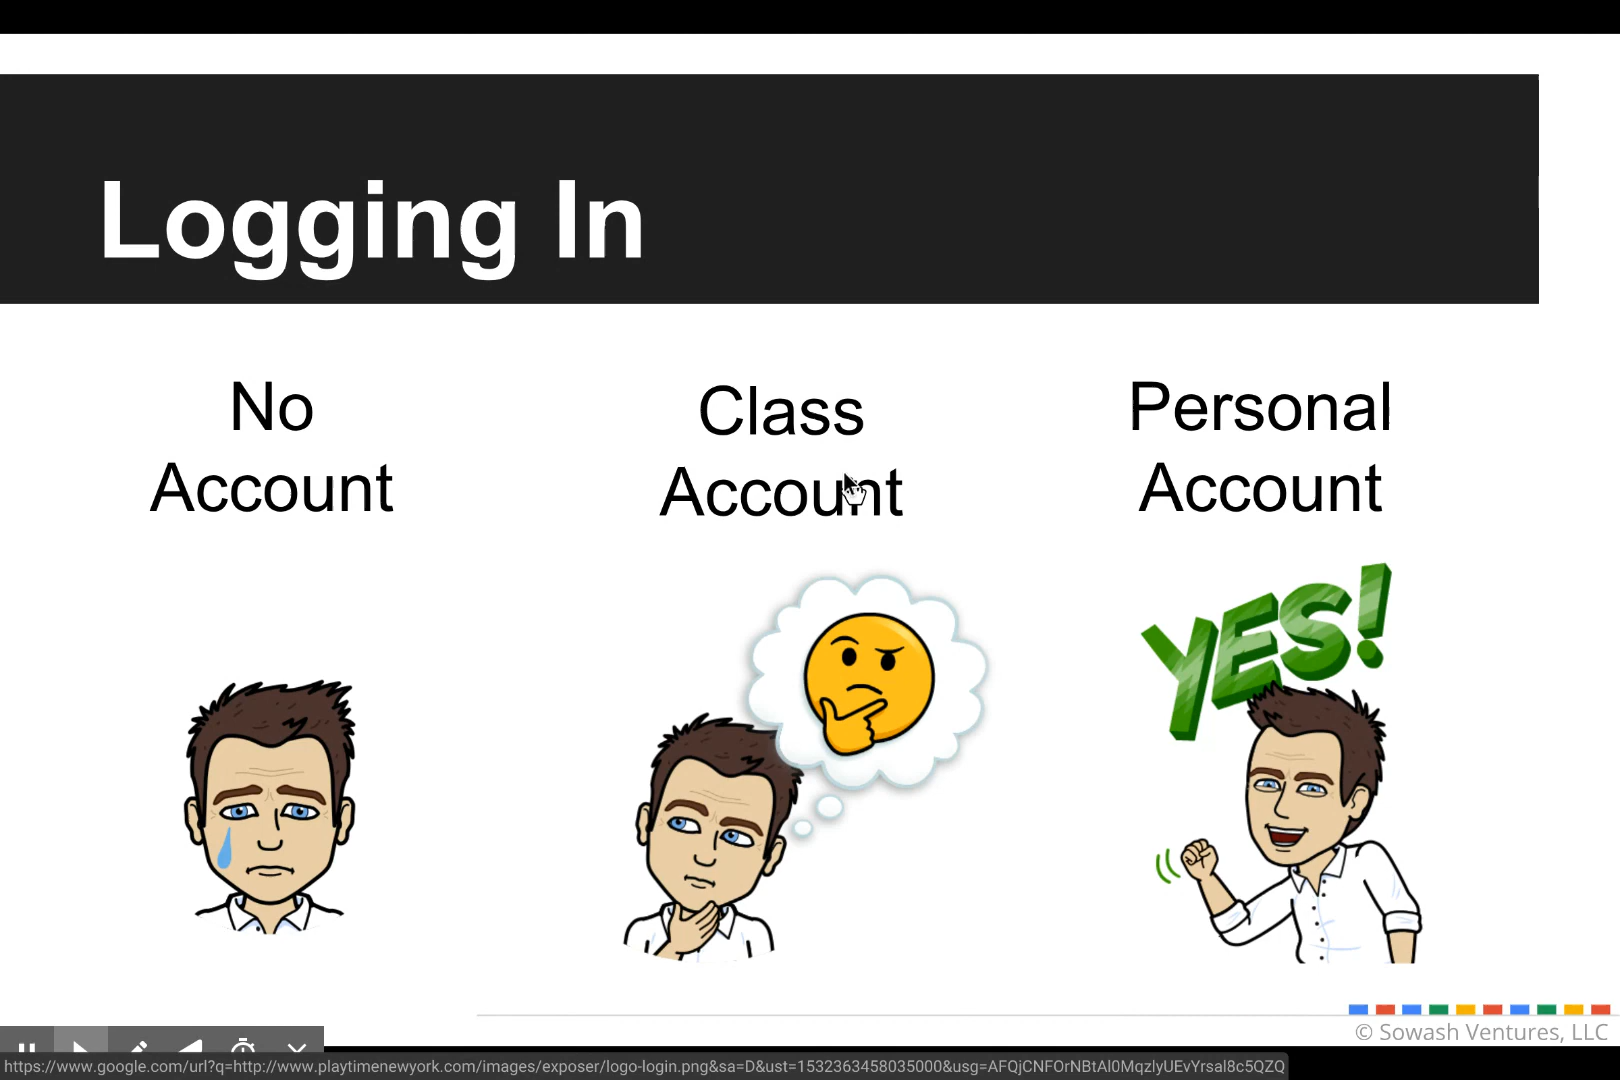 Logging In
No
Account
Class
Account
Personal
Account
YES!
© Sowash Ventures, LLC
https://www.google.com/url?q=http://www.playtimenewyork.com/images/exposer/logo-login.png&sa=D&ust=1532363458035000&usg=AFQjCNFOrNBtAl0MqzlyUEvYrsal8c5QZQ